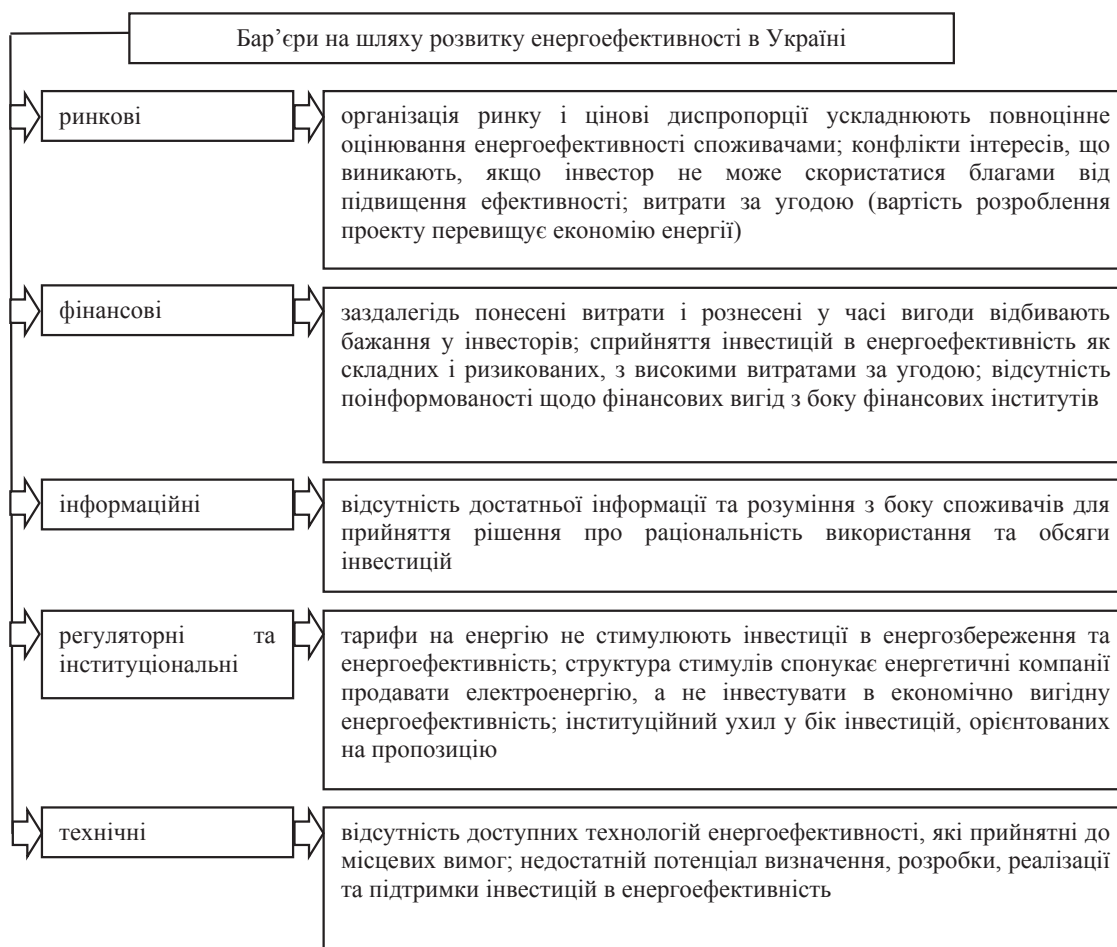 Бар’єри на шляху розвитку енергоефективності в Україні
ринкові
організація ринку і цінові диспропорції ускладнюють повноцінне
оцінювання енергоефективності споживачами; конфлікти інтересів, що
виникають, якщо інвестор не може скористатися благами від
підвищення ефективності; витрати за угодою (вартість розроблення
проекту перевищує економію енергії)
фінансові
заздалегідь понесені витрати і рознесені у часі вигоди відбивають
бажання у інвесторів; сприйняття інвестицій в енергоефективність як
складних і ризикованих, з високими витратами за угодою; відсутність
поінформованості щодо фінансових вигід з боку фінансових інститутів
інформаційні
відсутність достатньої інформації та розуміння з боку споживачів для
прийняття рішення про раціональність використання та обсяги
інвестицій
регуляторні та
інституціональні
тарифи на енергію не стимулюють інвестиції в енергозбереження та
енергоефективність; структура стимулів спонукає енергетичні компанії
продавати електроенергію, а не інвестувати в економічно вигідну
енергоефективність; інституційний ухил у бік інвестицій, орієнтованих
на пропозицію
технічні
відсутність доступних технологій енергоефективності, які прийнятні до
місцевих вимог; недостатній потенціал визначення, розробки, реалізації
та підтримки інвестицій в енергоефективність